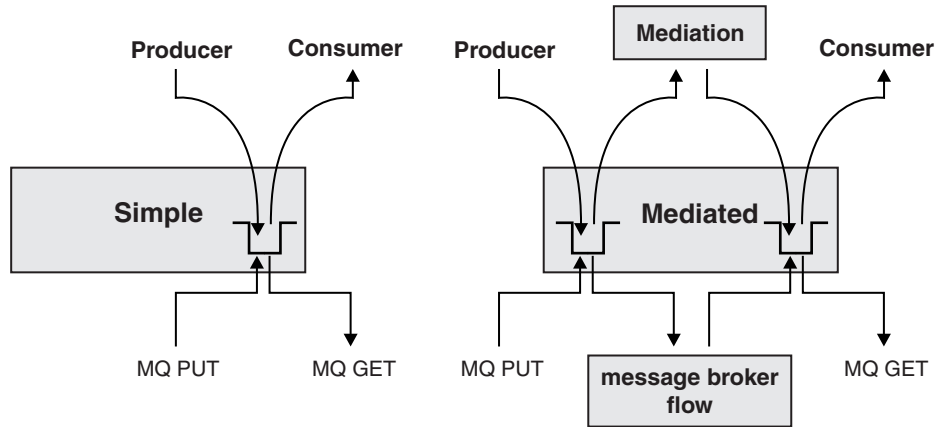 Producer
Consumer
Simple
MQ PUT
MQ GET
Producer
Mediation
Consumer
Mediated
MQ PUT
message broker
flow
MQ GET